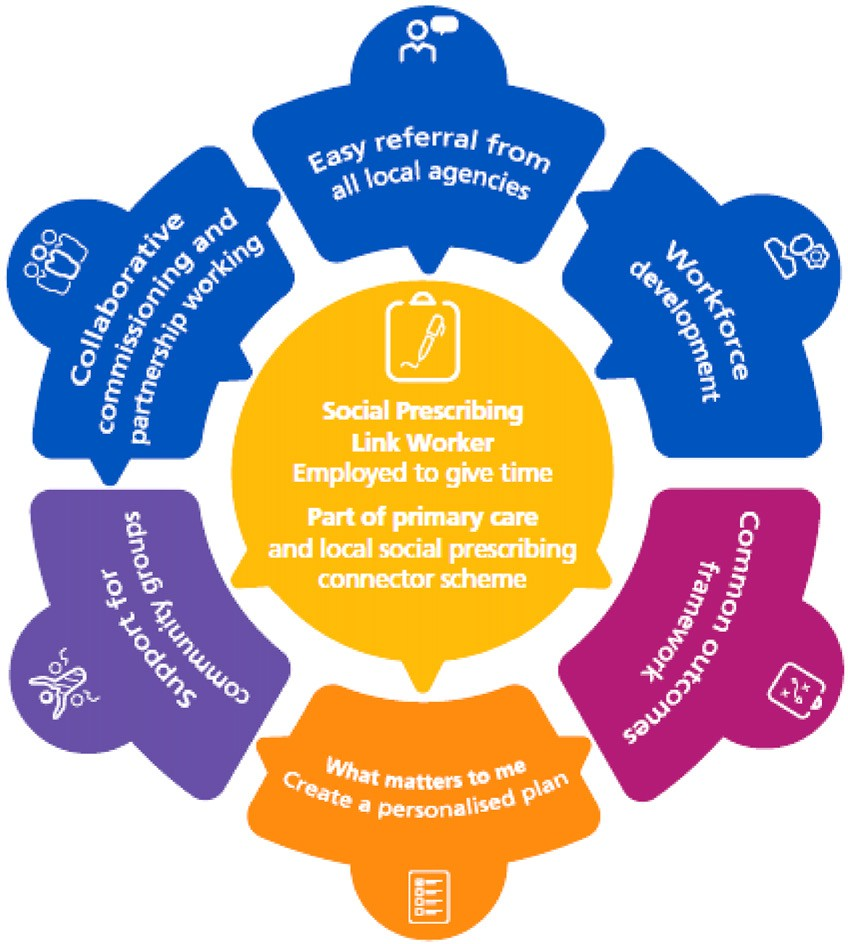 Easy referral from
all local agencies
Workforce
development
Common outcomes
framework
What matters to me
Create a personalised plan
Support for
community groups
Collaborative
commissioning and
partnership working
Social Prescribing
Link Worker
Employed to give time
Part of primary care
and local social prescribing
connector scheme